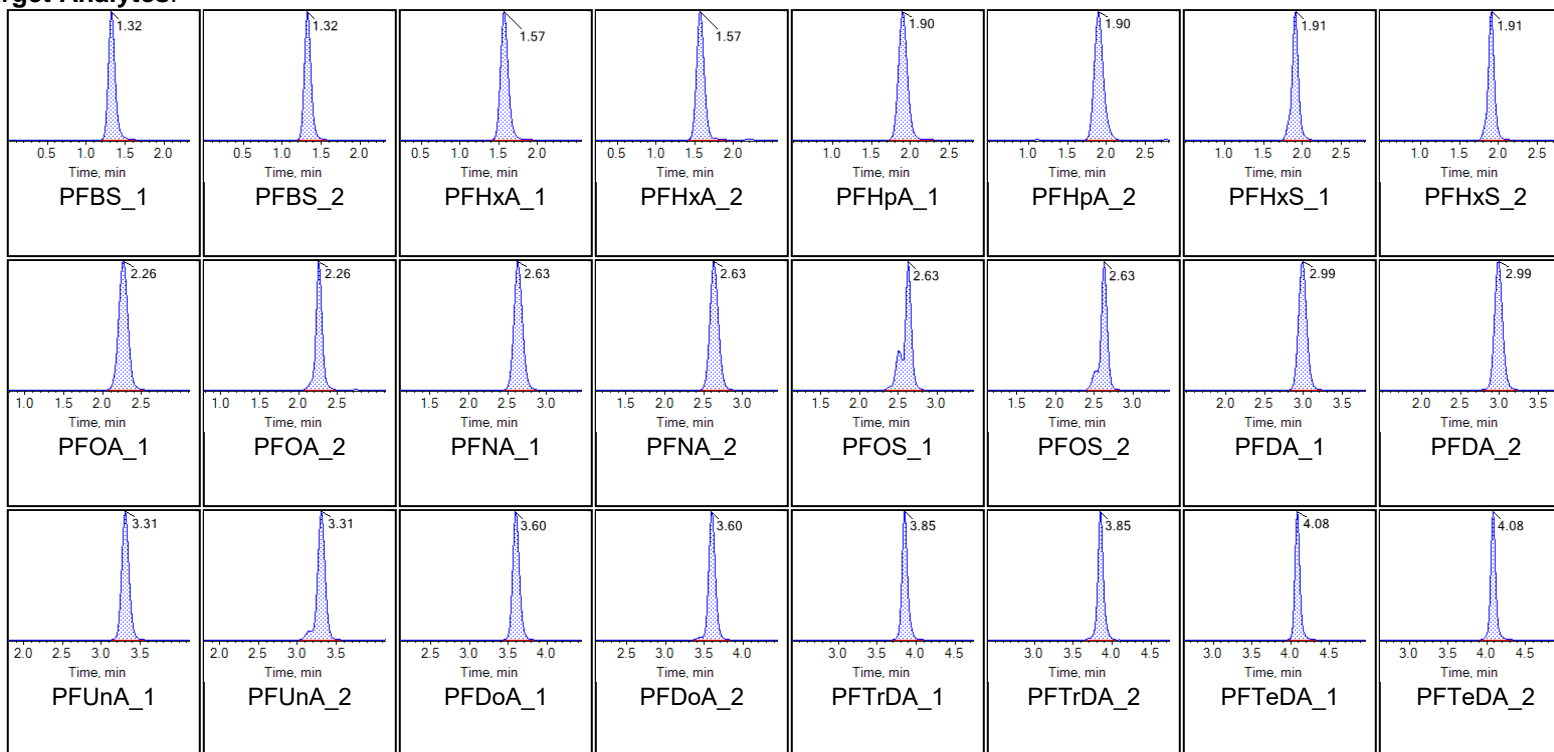 rget Analytes:
1.32 1.32 1.57 1.57 1.90 1.90 1.91 1.91
0.5 1.0 1.5 2.0 0.5 1.0 1.5 2.0 0.5 1.0 1.5 2.0 0.5 1.0 1.5 2.0 1.0 1.5 2.0 2.5 1.0 1.5 2.0 2.5 1.0 1.5 2.0 2.5 1.0 1.5 2.0 2.5
Time, min Time, min Time, min Time, min Time, min Time, min Time, min Time, min
PFBS_1 PFBS_2 PFHxA_1 PFHxA_2 PFHpA_1 PFHpA_2 PFHxS_1 PFHxS_2
2.26 2.26 2.63 2.63 2.63 2.63 2.99 2.99
1.0 1.5 2.0 2.5 1.0 1.5 2.0 2.5 1.5 2.0 2.5 3.0 1.5 2.0 2.5 3.0 1.5 2.0 2.5 3.0 1.5 2.0 2.5 3.0 2.0 2.5 3.0 3.5 2.0 2.5 3.0 3.5
Time, min Time, min Time, min Time, min Time, min Time, min Time, min Time, min
PFOA_1 PFOA_2 PFNA_1 PFNA_2 PFOS_1 PFOS_2 PFDA_1 PFDA_2
3.31 3.31 3.60 3.60 3.85 3.85 4.08 4.08
2.0 2.5 3.0 3.5 2.0 2.5 3.0 3.5 2.5 3.0 3.5 4.0 2.5 3.0 3.5 4.0 3.0 3.5 4.0 4.5 3.0 3.5 4.0 4.5 3.0 3.5 4.0 4.5 3.0 3.5 4.0 4.5
Time, min Time, min Time, min Time, min Time, min Time, min Time, min Time, min
PFUnA_1 PFUnA_2 PFDoA_1 PFDoA_2 PFTrDA_1 PFTrDA_2 PFTeDA_1 PFTeDA_2